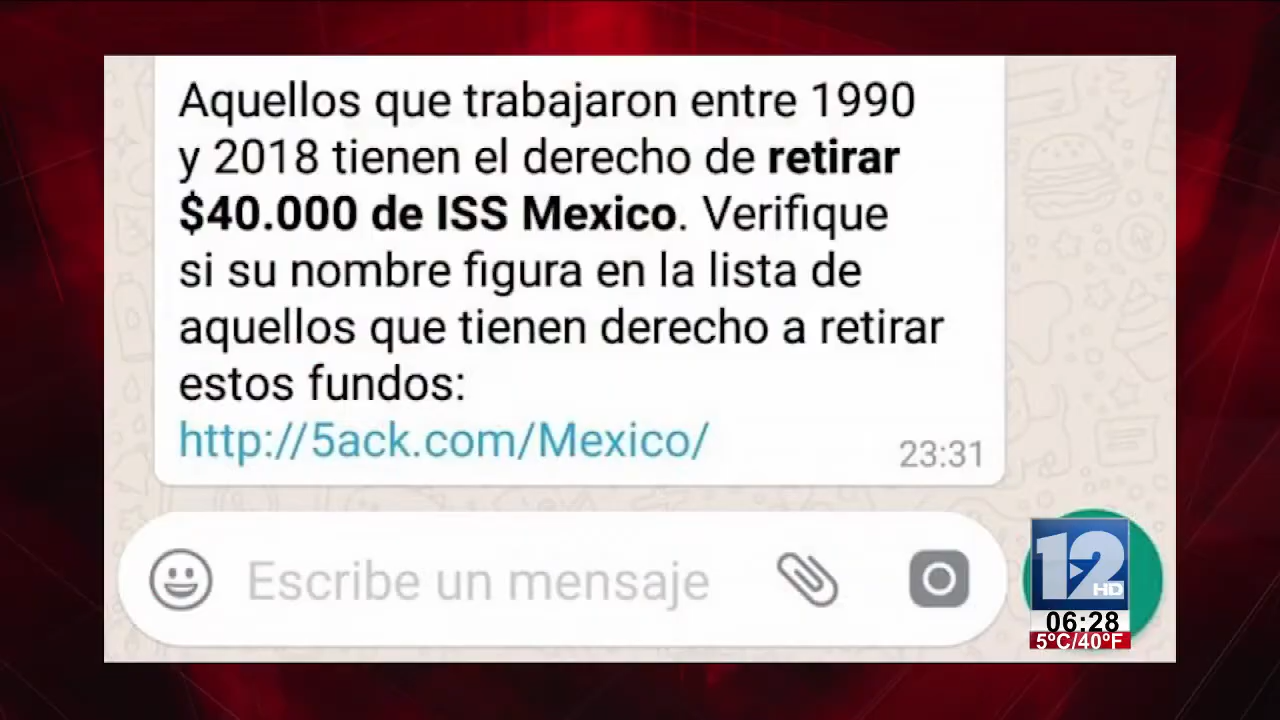 Aquellos que trabajaron entre 1990
y 2018 tienen el derecho de retirar
$40.000 de ISS Mexico. Verifique
si su nombre figura en la lista de
aquellos que tienen derecho a retirar
estos fundos:
http://5ack.com/Mexico/
23:31
Escribe un mensaje
12
HD
06:28
5ºC/40ºF